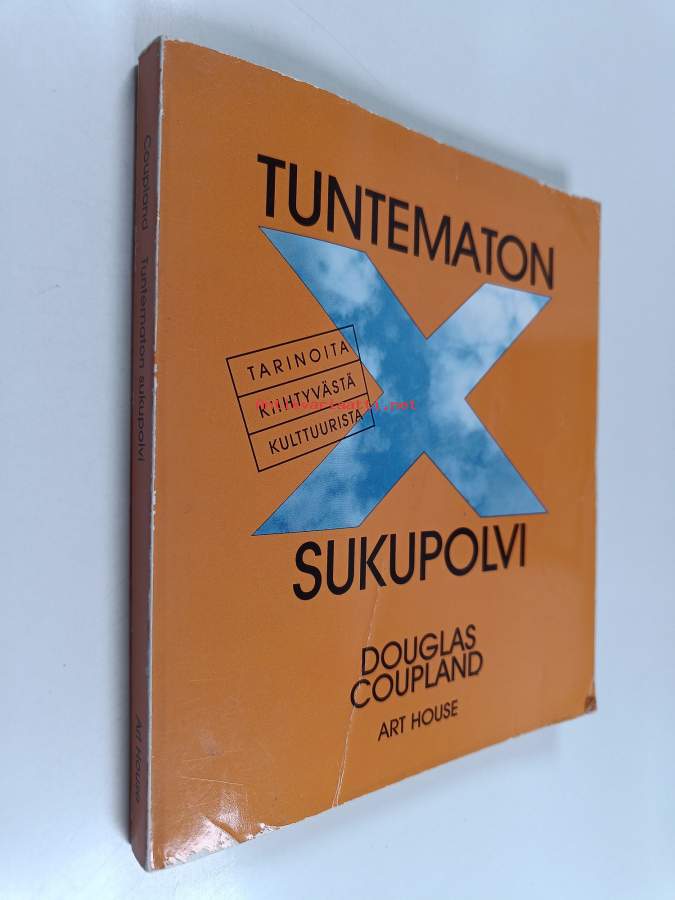 TUNTEMATON
X
TARINOITA
KIIHTYVÄSTÄ
KULTTUURISTA
SUKUPOLVI
DOUGLAS
COUPLAND
ART HOUSE
Coupland Tuntematon sukupolvi Art House